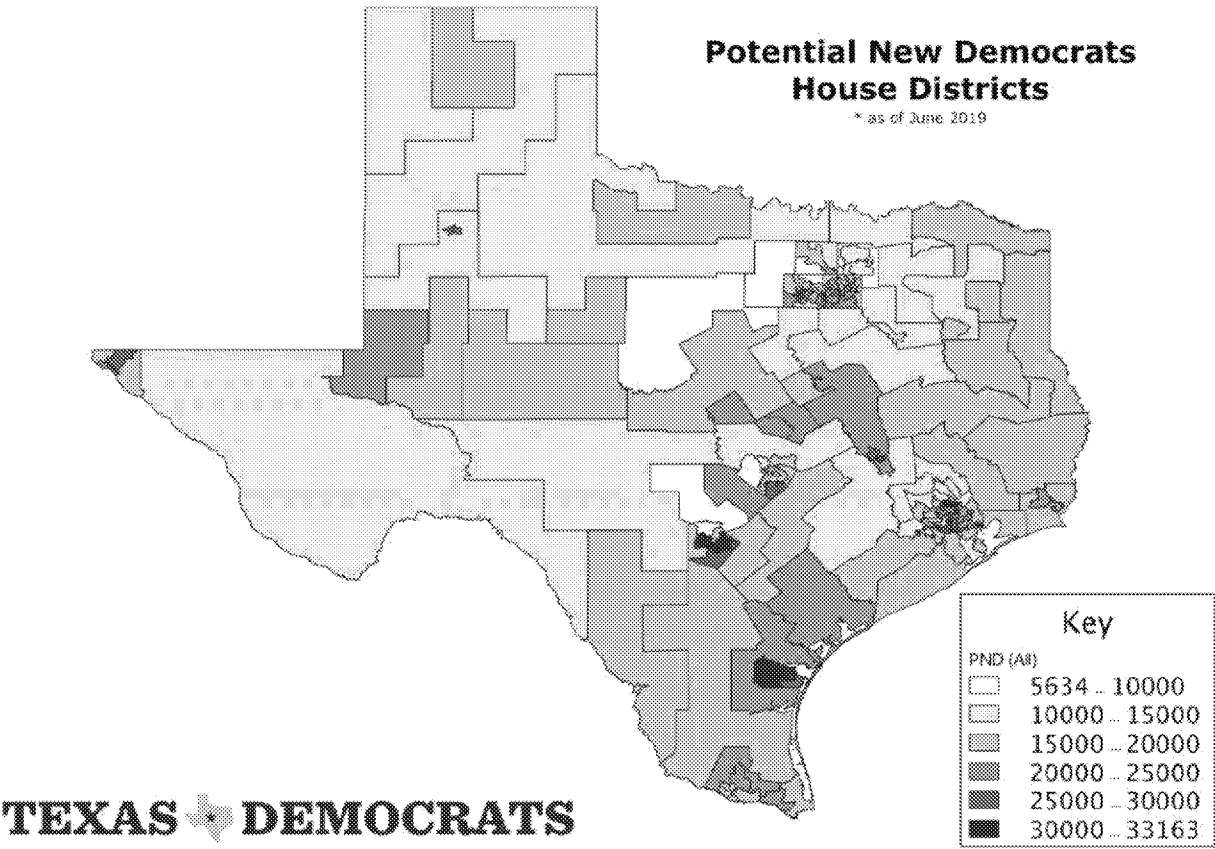 Potential New Democrats
House Districts
* as of June 2019
Key
PND (All)
5634 - 10000
10000 - 15000
15000 - 20000
20000 - 25000
25000 - 30000
30000 - 33163
TEXAS DEMOCRATS